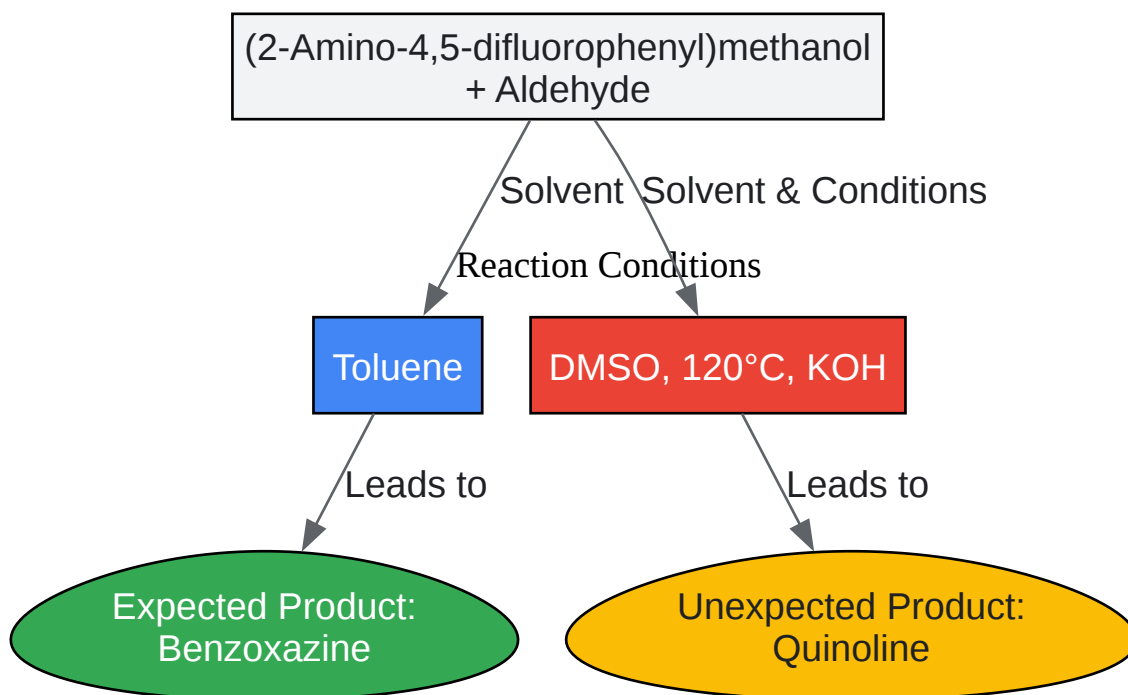 (2-Amino-4,5-difluorophenyl)methanol
+ Aldehyde
Solvent
Solvent & Conditions
Reaction Conditions
Toluene
DMSO, 120°C, KOH
Leads to
Leads to
Expected Product:
Benzoxazine
Unexpected Product:
Quinoline